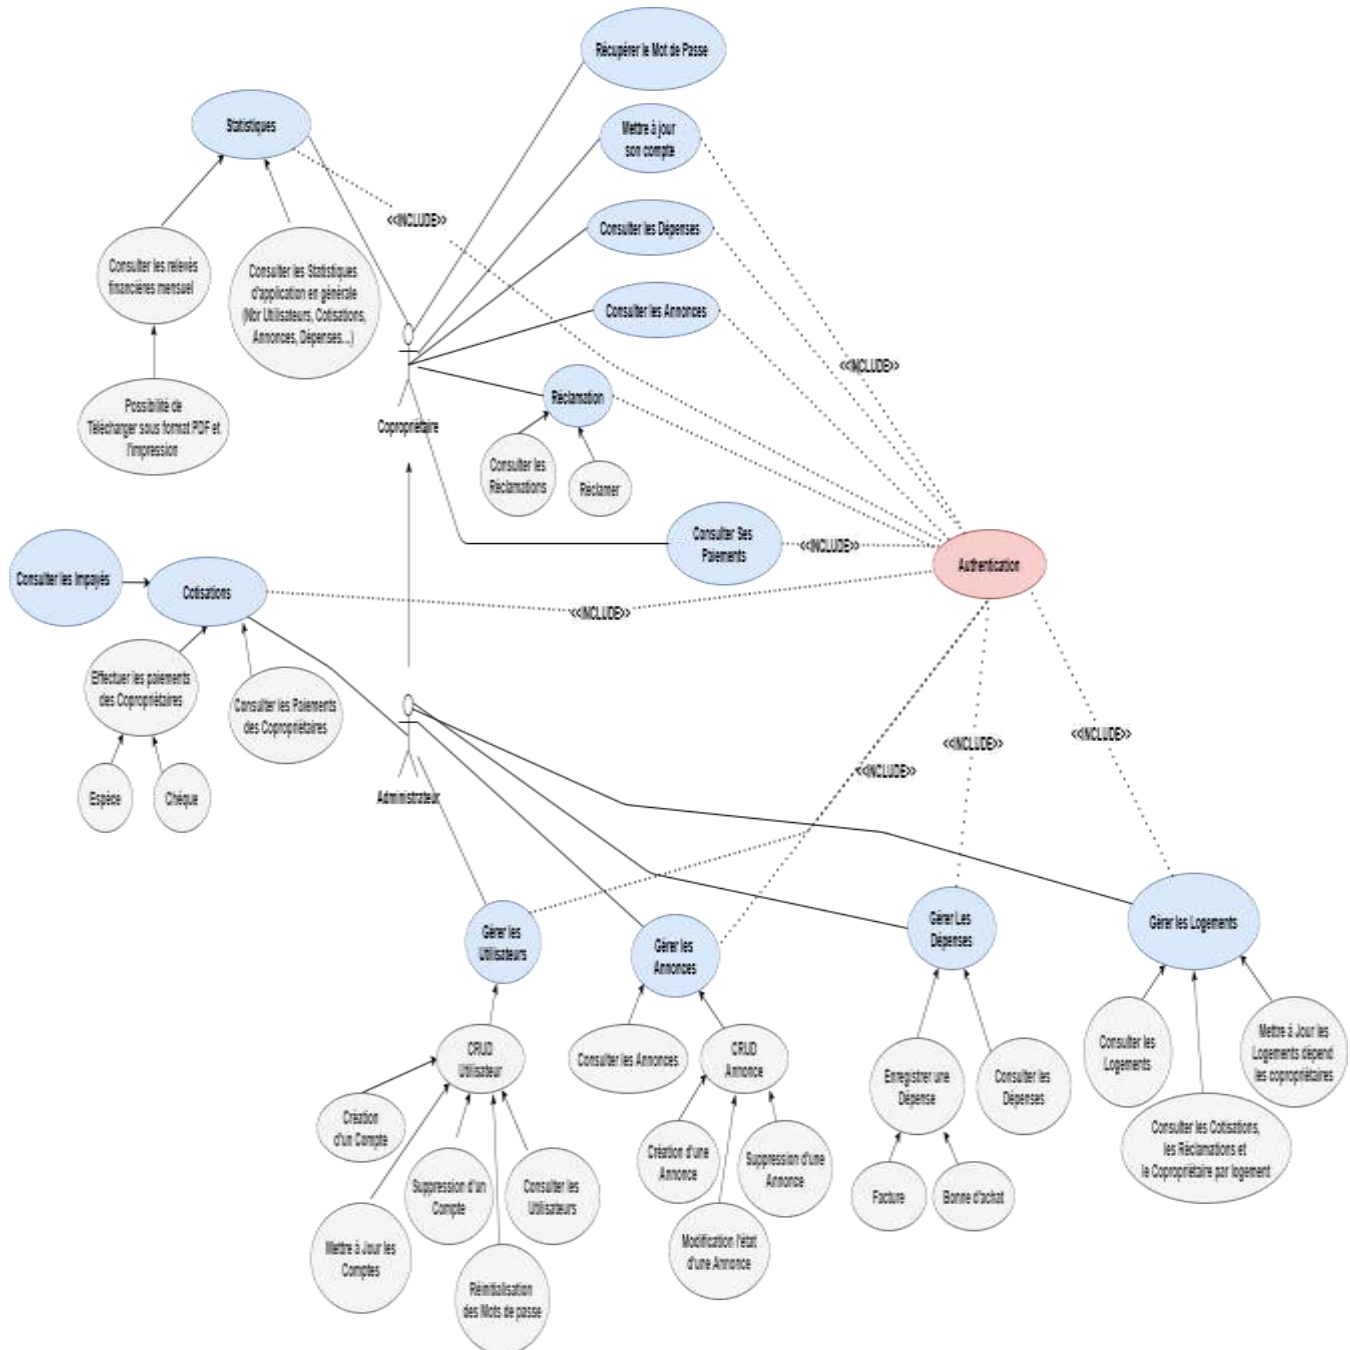 Récupérer le Mot de Passe
Statistiques
Mettre à jour
son compte
<<INCLUDE>>
Consulter les Dépenses
Consulter les relevés
financières mensuel
Consulter les Statistiques
d'application en générale
(Nbr Utilisateurs, Cotisations,
Annonces, Dépenses...)
Consulter les Annonces
<<INCLUDE>>
Possibilité de
Télécharger sous format PDF et
l'impression
Copropriétaire
Réclamation
Consulter les
Réclamations
Réclamer
Consulter Ses
Paiements
<<INCLUDE>>
Authentication
Consulter les Impayés
Cotisations
<<INCLUDE>>
Effectuer les paiements
des Copropriétaires
Consulter les Paiements
des Copropriétaires
Espèce
Chéque
Administrateur
<<INCLUDE>>
<<INCLUDE>>
<<INCLUDE>>
Gérer les
Utilisateurs
Gérer les
Annonces
Gérer Les
Dépenses
Gérer les Logements
CRUD
Utilisateur
Consulter les Annonces
CRUD
Annonce
Enregistrer une
Dépense
Consulter les
Dépenses
Consulter les
Logements
Mettre à Jour les
Logements dépend
les copropriétaires
Création
d'un Compte
Suppression d'un
Compte
Consulter les
Utilisateurs
Création d'une
Annonce
Suppression d'une
Annonce
Facture
Bonne d'achat
Consulter les Cotisations,
les Réclamations et
le Copropriétaire par logement
Mettre à Jour les
Comptes
Réinitialisation
des Mots de passe
Modification l'état
d'une Annonce